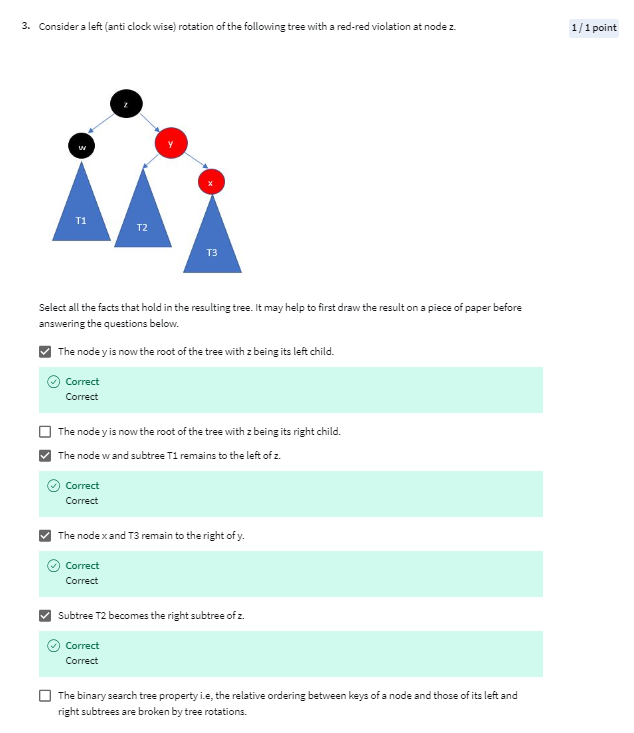 3. Consider a left (anti clock wise) rotation of the following tree with a red-red violation at node z.
1 / 1 point
z
w
y
x
T1
T2
T3
Select all the facts that hold in the resulting tree. It may help to first draw the result on a piece of paper before
answering the questions below.
The node y is now the root of the tree with z being its left child.
Correct
Correct
The node y is now the root of the tree with z being its right child.
The node w and subtree T1 remains to the left of z.
Correct
Correct
The node x and T3 remain to the right of y.
Correct
Correct
Subtree T2 becomes the right subtree of z.
Correct
Correct
The binary search tree property i.e, the relative ordering between keys of a node and those of its left and
right subtrees are broken by tree rotations.